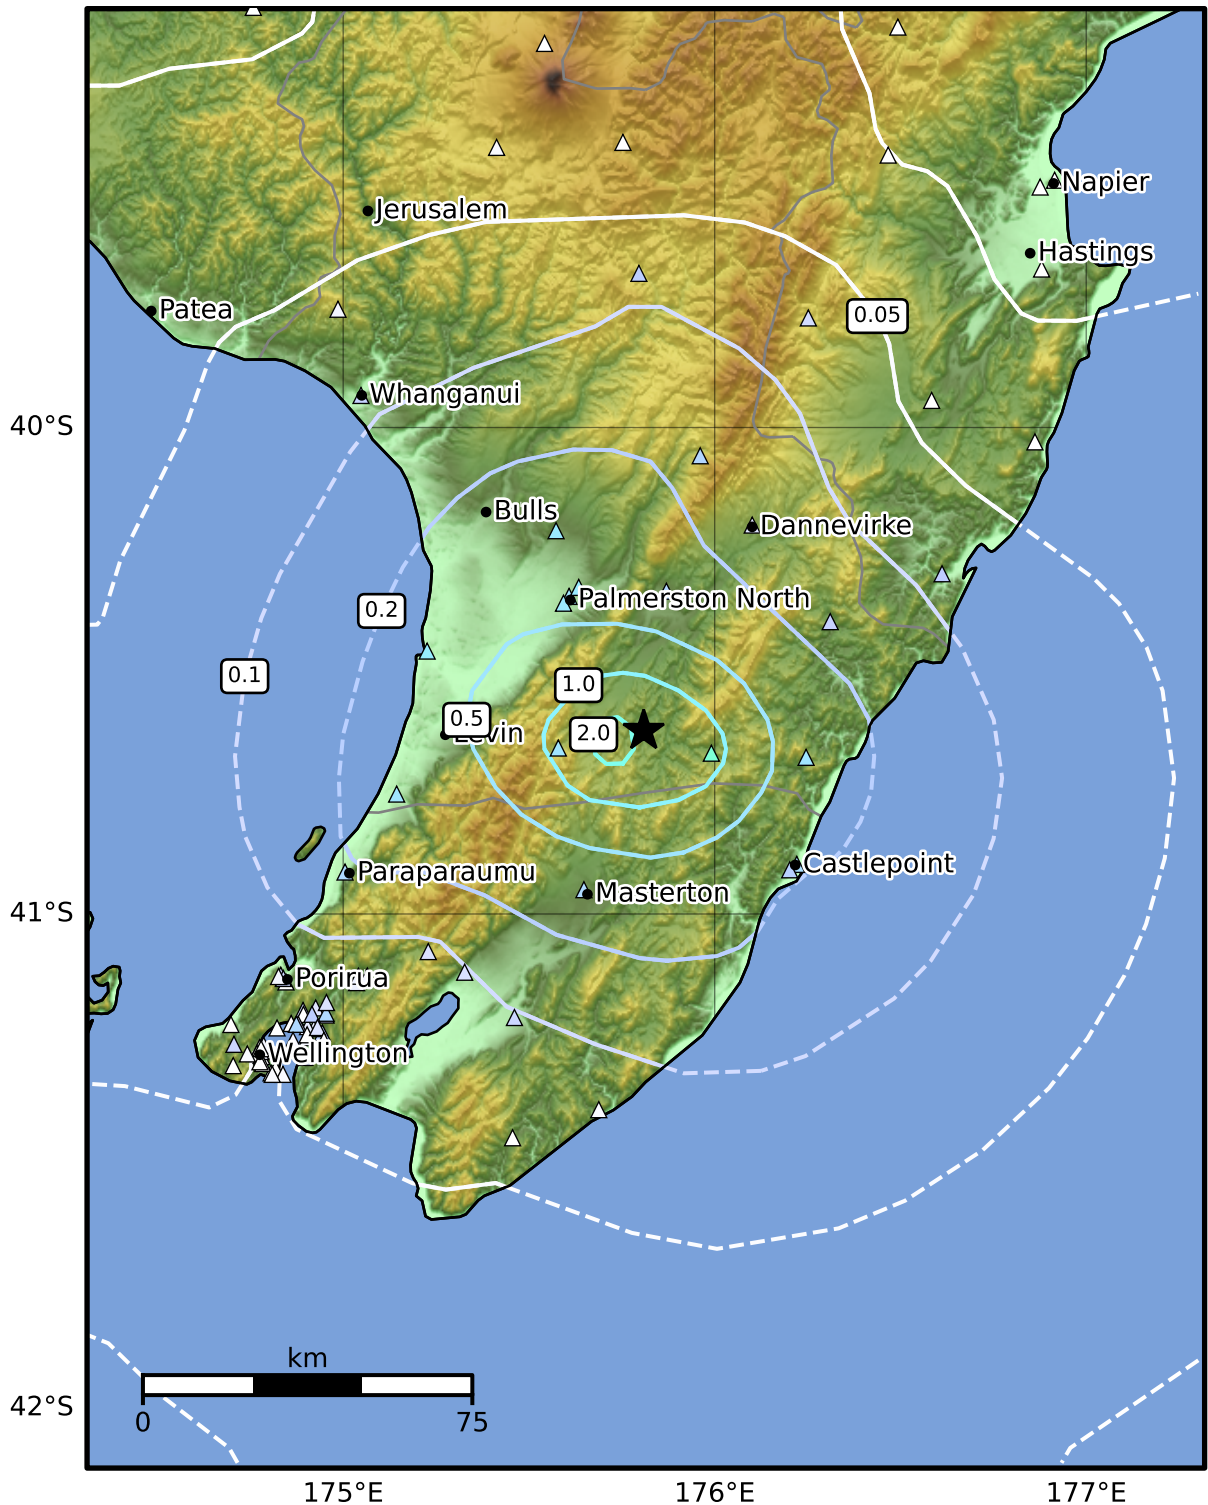 Napier
Jerusalem
Hastings
Patea
0.05
Whanganui
40°S
Bulls
Dannevirke
Palmerston North
0.2
0.1
1.0
0.5
2.0
Levin
Castlepoint
Paraparaumu
Masterton
41°S
Porirua
Wellington
km
0 75
42°S
175°E 176°E 177°E